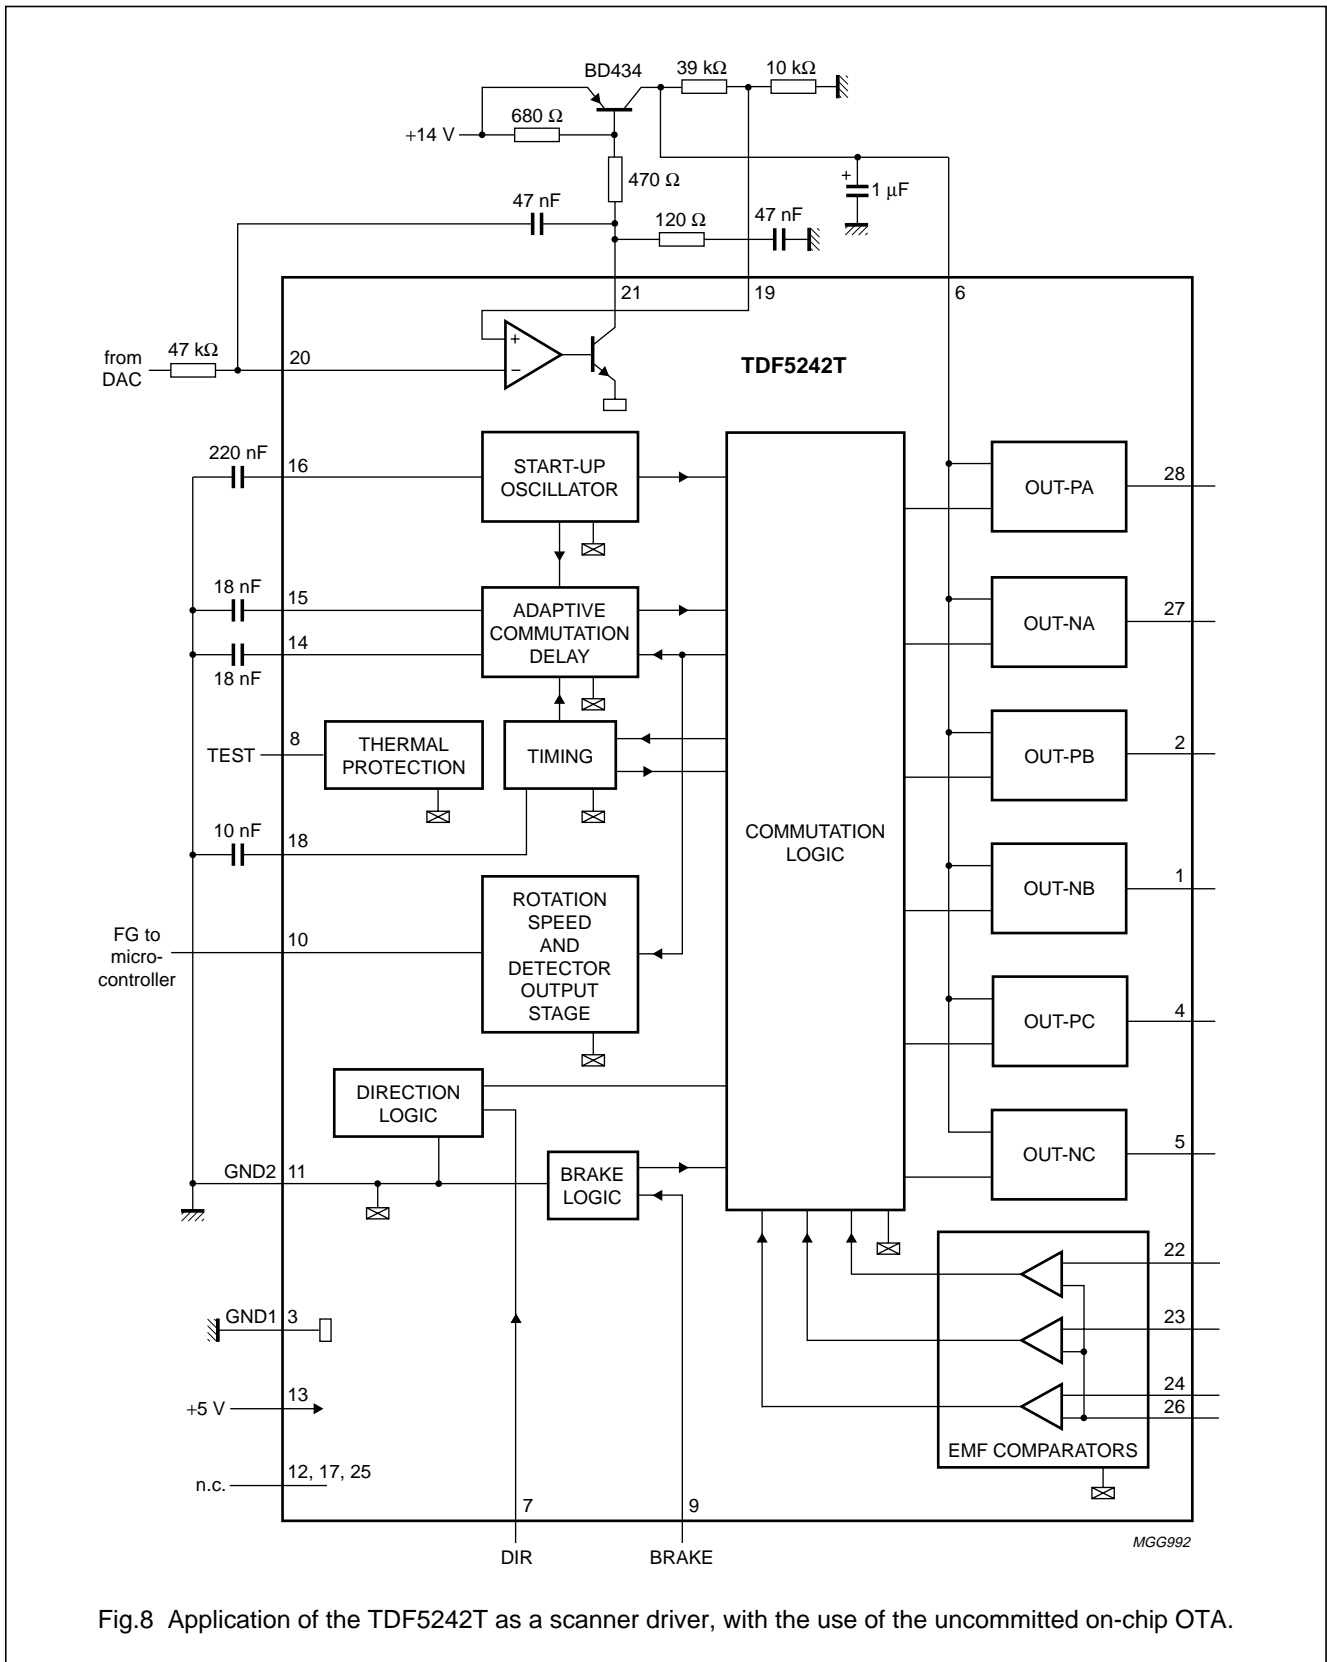 BD434
39 kΩ
10 kΩ
680 Ω
+14 V
470 Ω
+
1 μF
47 nF
120 Ω
47 nF
21
19
6
from
DAC
47 kΩ
20
+
−
TDF5242T
220 nF
16
START-UP
OSCILLATOR
OUT-PA
28
18 nF
15
ADAPTIVE
COMMUTATION
DELAY
14
18 nF
OUT-NA
27
TEST
8
THERMAL
PROTECTION
TIMING
OUT-PB
2
10 nF
18
COMMUTATION
LOGIC
OUT-NB
1
ROTATION
SPEED
AND
DETECTOR
OUTPUT
STAGE
FG to
micro-
controller
10
OUT-PC
4
DIRECTION
LOGIC
OUT-NC
5
GND2
11
BRAKE
LOGIC
22
23
24
26
EMF COMPARATORS
GND1
3
+5 V
13
n.c.
12, 17, 25
7
9
DIR
BRAKE
MGG992
Fig.8 Application of the TDF5242T as a scanner driver, with the use of the uncommitted on-chip OTA.